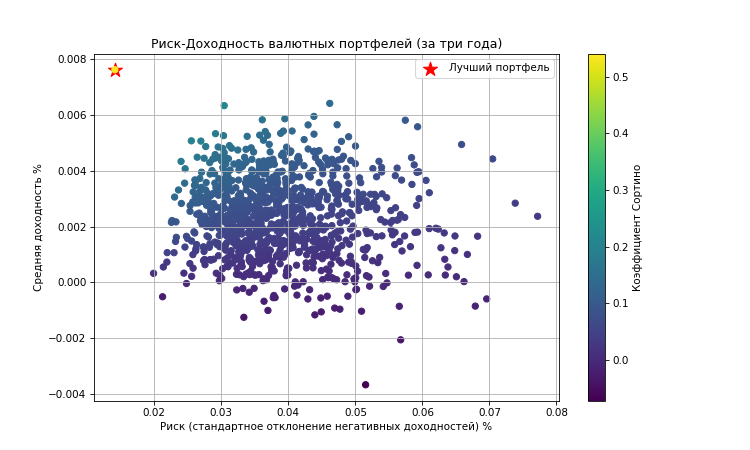 Риск-Доходность валютных портфелей (за три года)
Лучший портфель
0.008
0.006
0.004
0.002
0.000
−0.002
−0.004
Средняя доходность %
0.02 0.03 0.04 0.05 0.06 0.07 0.08
Риск (стандартное отклонение негативных доходностей) %
0.5
0.4
0.3
0.2
0.1
0.0
Коэффициент Сортино